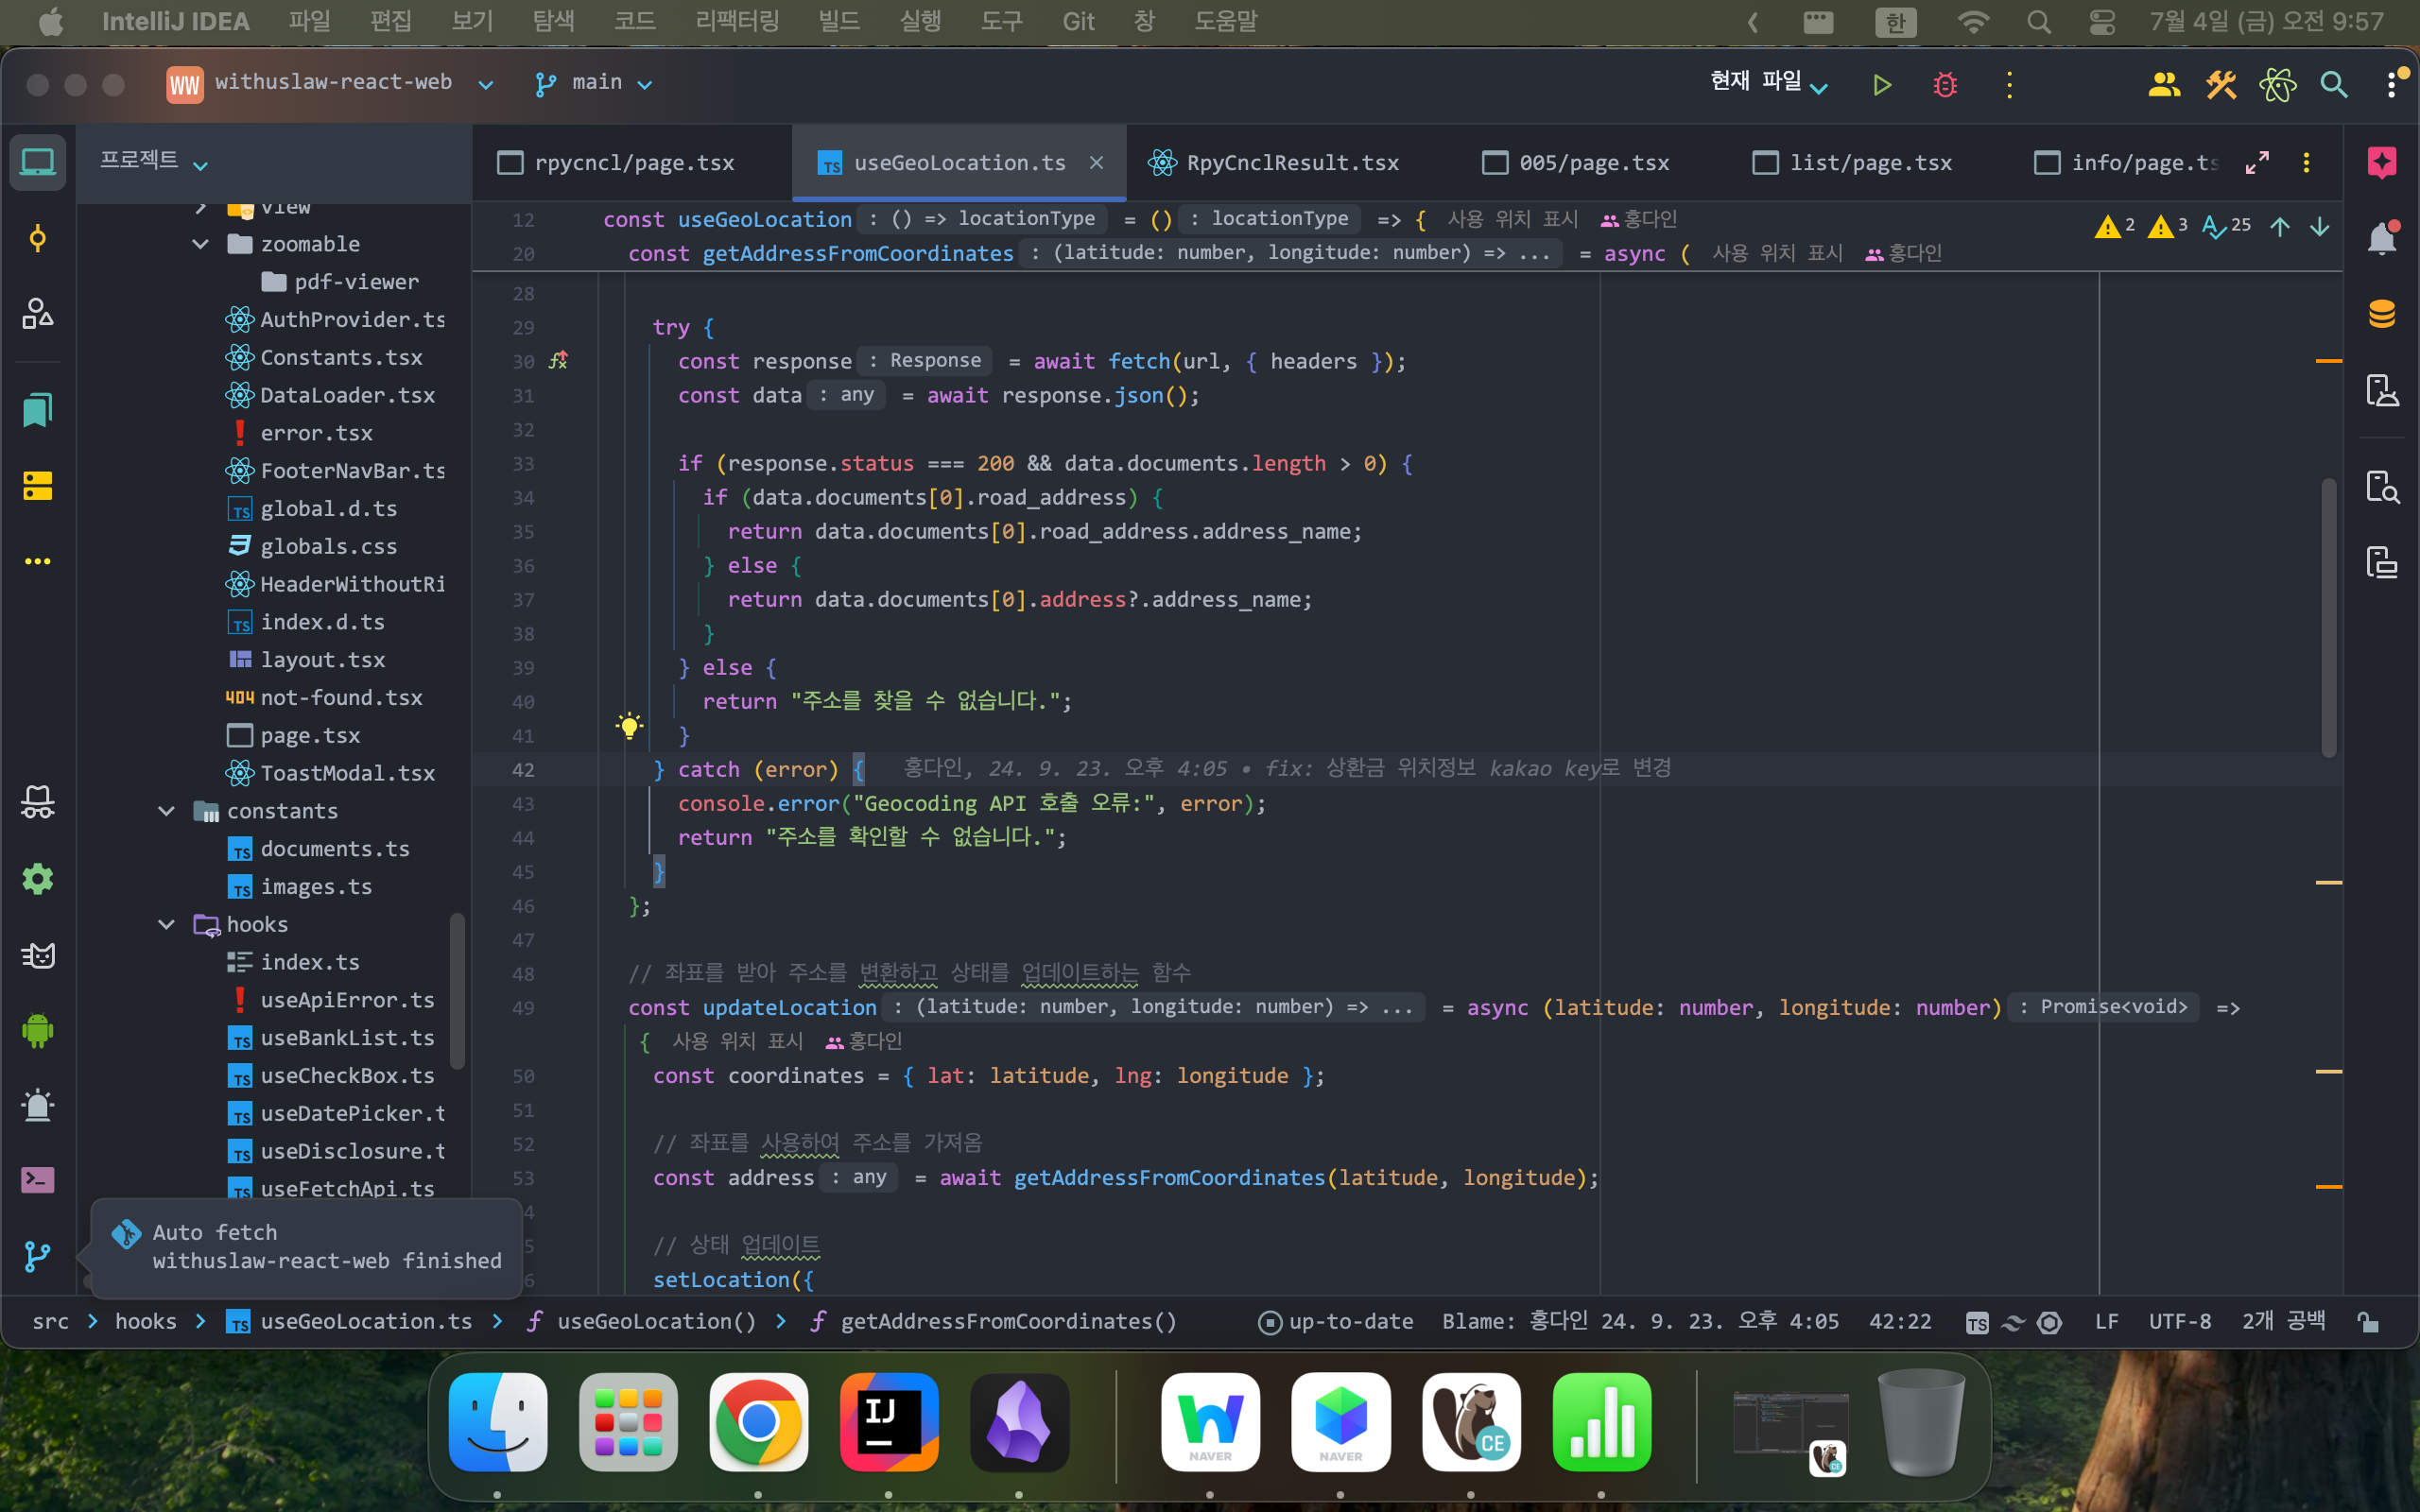 IntelliJ IDEA 파일 편집 보기 탐색 코드 리팩터링 빌드 실행 도구 Git 창 도움말 한 7월 4일 (금) 오전 9:57
WW withuslaw-react-web main 현재 파일
프로젝트
rpycncl/page.tsx useGeoLocation.ts RpyCnclResult.tsx 005/page.tsx list/page.tsx info/page.ts
view
zoomable
pdf-viewer
AuthProvider.ts
Constants.tsx
DataLoader.tsx
error.tsx
FooterNavBar.ts
global.d.ts
globals.css
HeaderWithoutRi
index.d.ts
layout.tsx
404 not-found.tsx
page.tsx
ToastModal.tsx
constants
documents.ts
images.ts
hooks
index.ts
useApiError.ts
useBankList.ts
useCheckBox.ts
useDatePicker.t
useDisclosure.t
useFetchApi.ts
12 const useGeoLocation : () => locationType = () : locationType => { 사용 위치 표시 홍다인
2 3 25
20 const getAddressFromCoordinates : (latitude: number, longitude: number) => ... = async ( 사용 위치 표시 홍다인
28
29 try {
30 const response : Response = await fetch(url, { headers });
31 const data : any = await response.json();
32
33 if (response.status === 200 && data.documents.length > 0) {
34 if (data.documents[0].road_address) {
35 return data.documents[0].road_address.address_name;
36 } else {
37 return data.documents[0].address?.address_name;
38 }
39 } else {
40 return "주소를 찾을 수 없습니다.";
41 }
42 } catch (error) { 홍다인, 24. 9. 23. 오후 4:05 • fix: 상환금 위치정보 kakao key로 변경
43 console.error("Geocoding API 호출 오류:", error);
44 return "주소를 확인할 수 없습니다.";
45 }
46 };
47
48 // 좌표를 받아 주소를 변환하고 상태를 업데이트하는 함수
49 const updateLocation : (latitude: number, longitude: number) => ... = async (latitude: number, longitude: number) : Promise<void> =>
{ 사용 위치 표시 홍다인
50 const coordinates = { lat: latitude, lng: longitude };
51
52 // 좌표를 사용하여 주소를 가져옴
53 const address : any = await getAddressFromCoordinates(latitude, longitude);
4
5 // 상태 업데이트
6 setLocation({
Auto fetch
withuslaw-react-web finished
src > hooks > useGeoLocation.ts > useGeoLocation() > getAddressFromCoordinates() up-to-date Blame: 홍다인 24. 9. 23. 오후 4:05 42:22 TS LF UTF-8 2개 공백
IJ NAVER NAVER CE CE